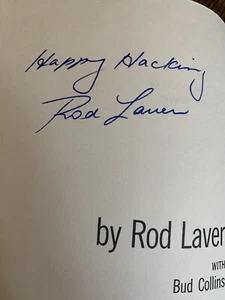 Happy Hacking
Rod Laver
by Rod Laver
WITH
Bud Collins